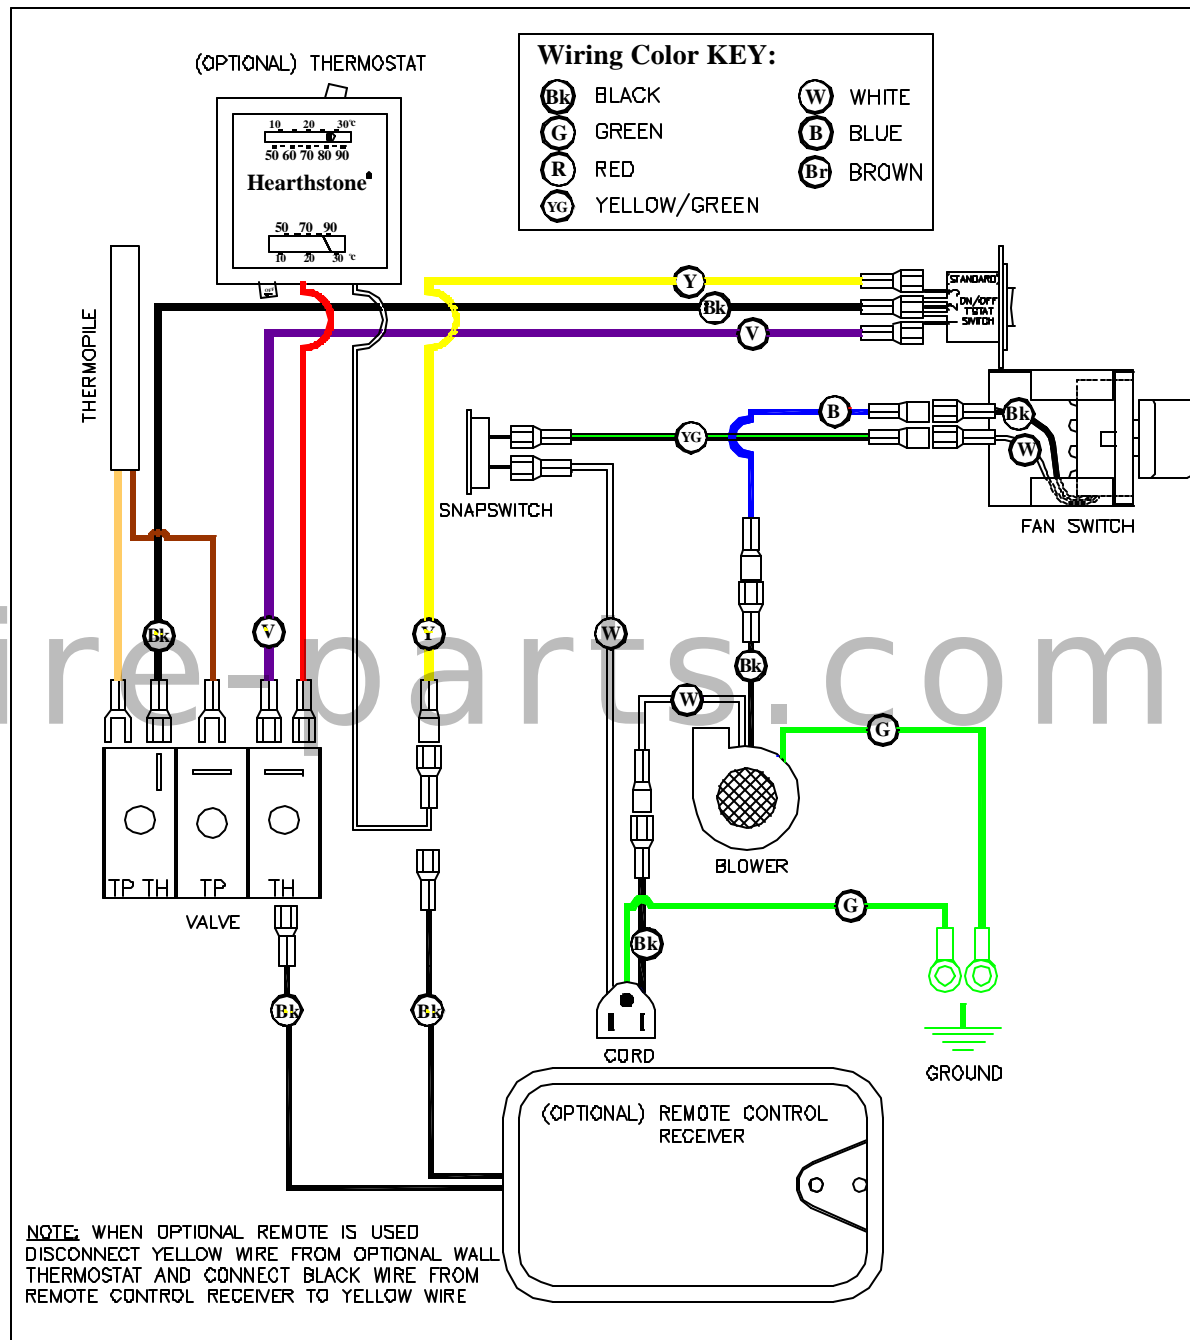 (OPTIONAL) THERMOSTAT
Wiring Color KEY:
Bk BLACK
W WHITE
G GREEN
B BLUE
R RED
Br BROWN
YG YELLOW/GREEN
10 20 30°C
50 60 70 80 90
Hearthstone
50 70 90
10 20 30 °C
OFF
THERMOPILE
Y
Bk
V
STANDARD
3
2 ON/OFF
TSTAT
SWITCH
B
Bk
YG
W
SNAPSWITCH
FAN SWITCH
Bk
V
Y
W
ire-parts.com
Bk
W
G
BLOWER
TP TH
TP
TH
VALVE
G
Bk
Bk
Bk
CORD
GROUND
(OPTIONAL) REMOTE CONTROL
RECEIVER
NOTE: WHEN OPTIONAL REMOTE IS USED
DISCONNECT YELLOW WIRE FROM OPTIONAL WALL
THERMOSTAT AND CONNECT BLACK WIRE FROM
REMOTE CONTROL RECEIVER TO YELLOW WIRE